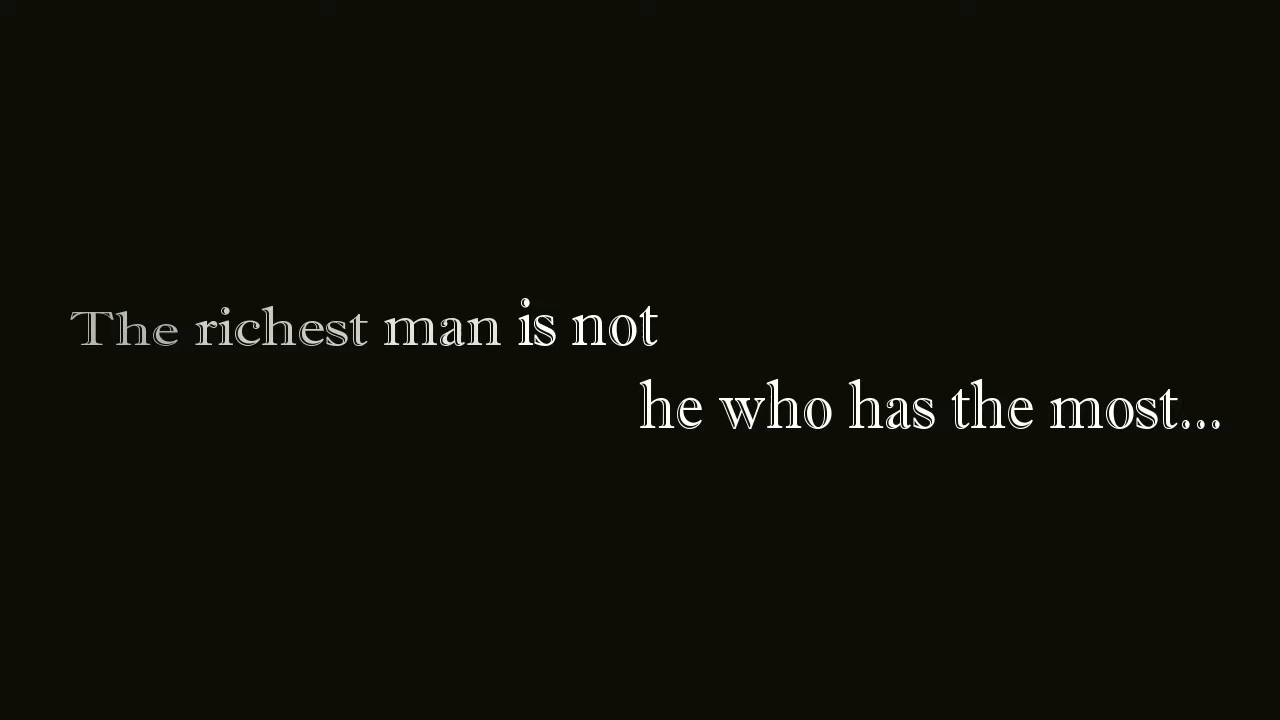 The richest man is not
he who has the most...